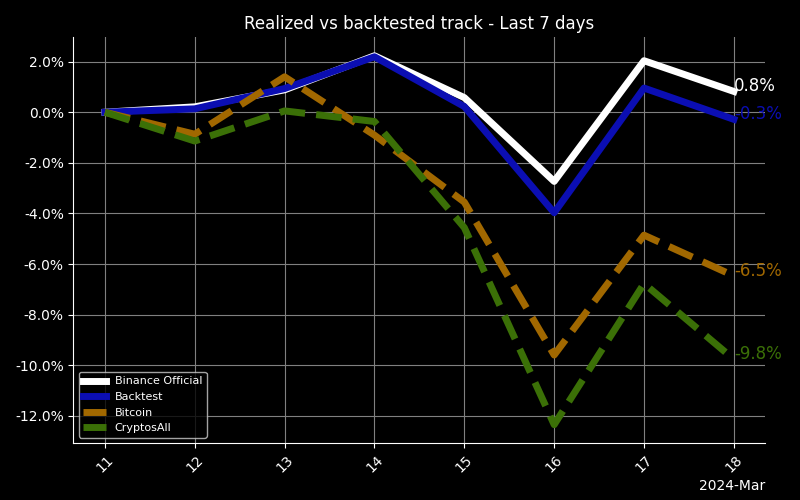 Realized vs backtested track - Last 7 days
2.0%
0.0%
-2.0%
-4.0%
-6.0%
-8.0%
-10.0%
-12.0%
0.8%
-0.3%
-6.5%
-9.8%
Binance Official
Backtest
Bitcoin
CryptosAll
11 12 13 14 15 16 17 18
2024-Mar